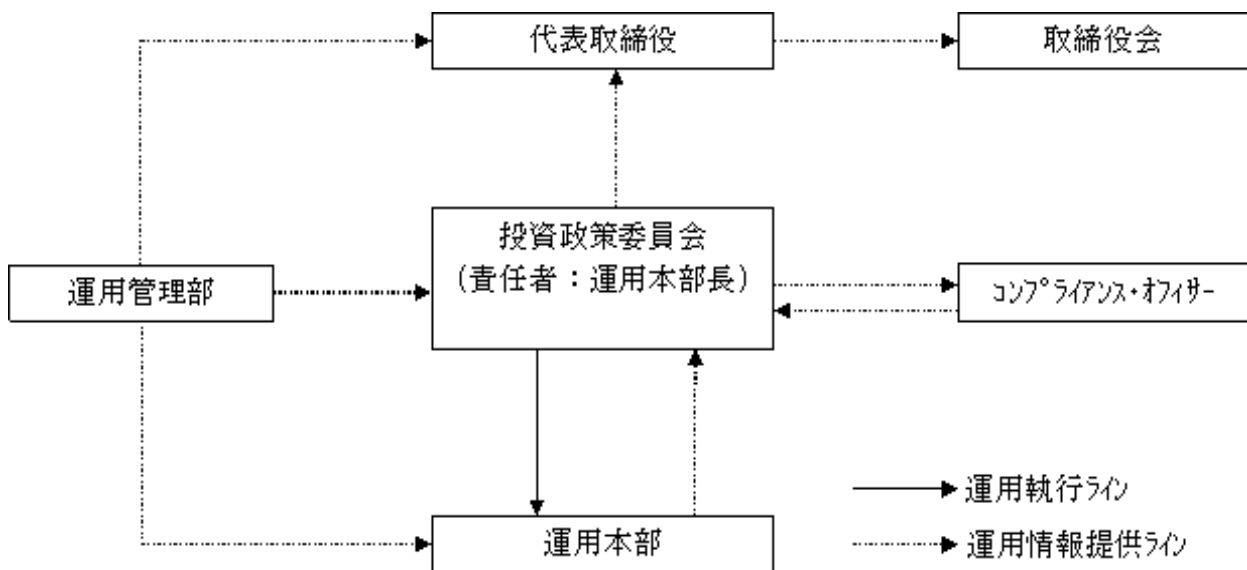 代表取締役
取締役会
投資政策委員会
(責任者：運用本部長)
運用管理部
ｺﾝﾌﾟﾗｲｱﾝｽ・ｵﾌｨｻｰ
運用執行ﾗｲﾝ
運用本部
運用情報提供ﾗｲﾝ